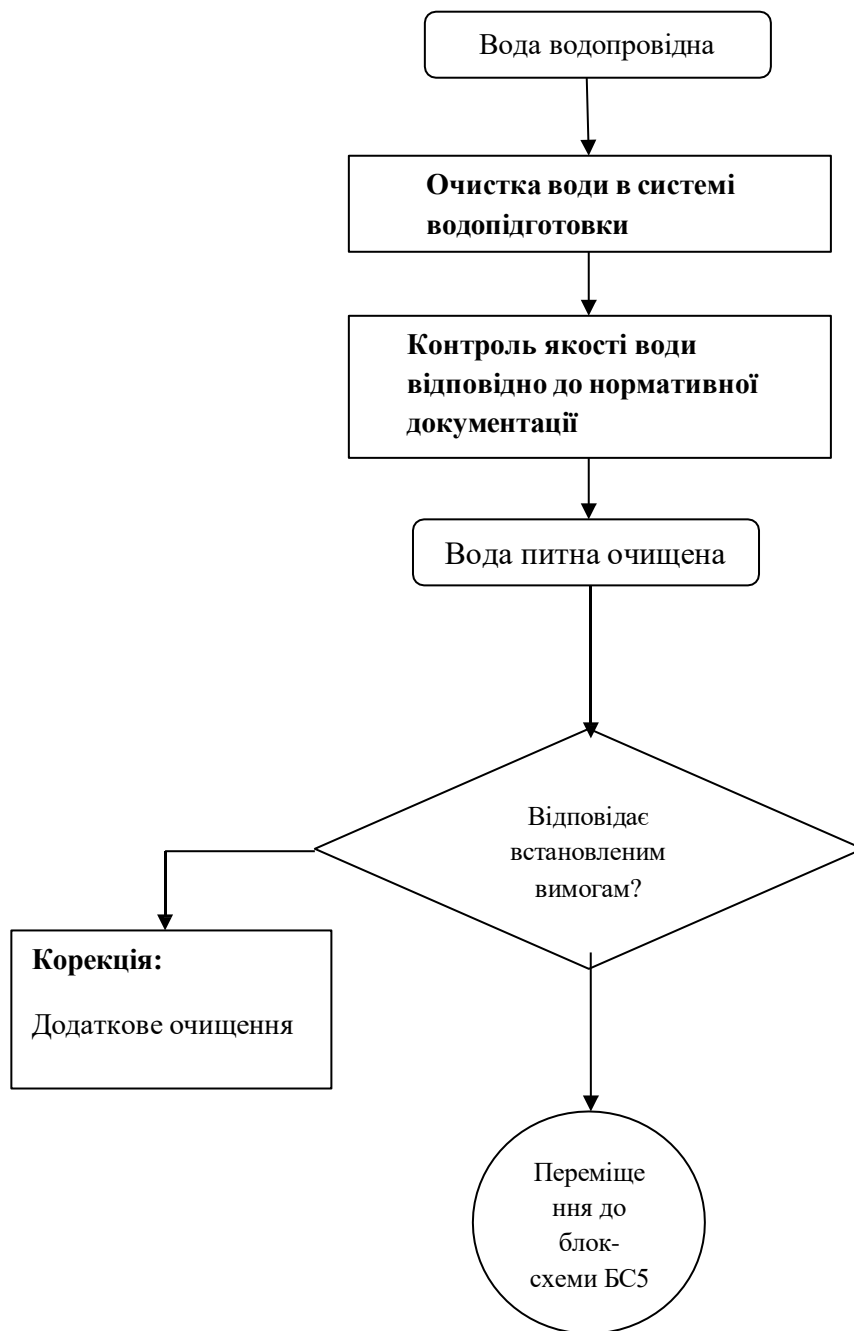 Вода водопровідна
Очистка води в системі
водопідготовки
Контроль якості води
відповідно до нормативної
документації
Вода питна очищена
Відповідає
встановленим
вимогам?
Корекція:
Додаткове очищення
Переміще
ння до
блок-
схеми БС5